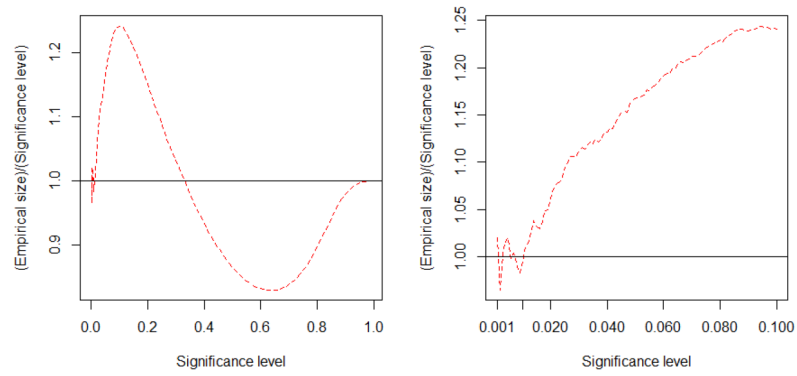 (Empirical size)/(Significance level)
1.2
1.1
1.0
0.9
0.0 0.2 0.4 0.6 0.8 1.0
Significance level
(Empirical size)/(Significance level)
1.25
1.20
1.15
1.10
1.05
1.00
0.001 0.020 0.040 0.060 0.080 0.100
Significance level